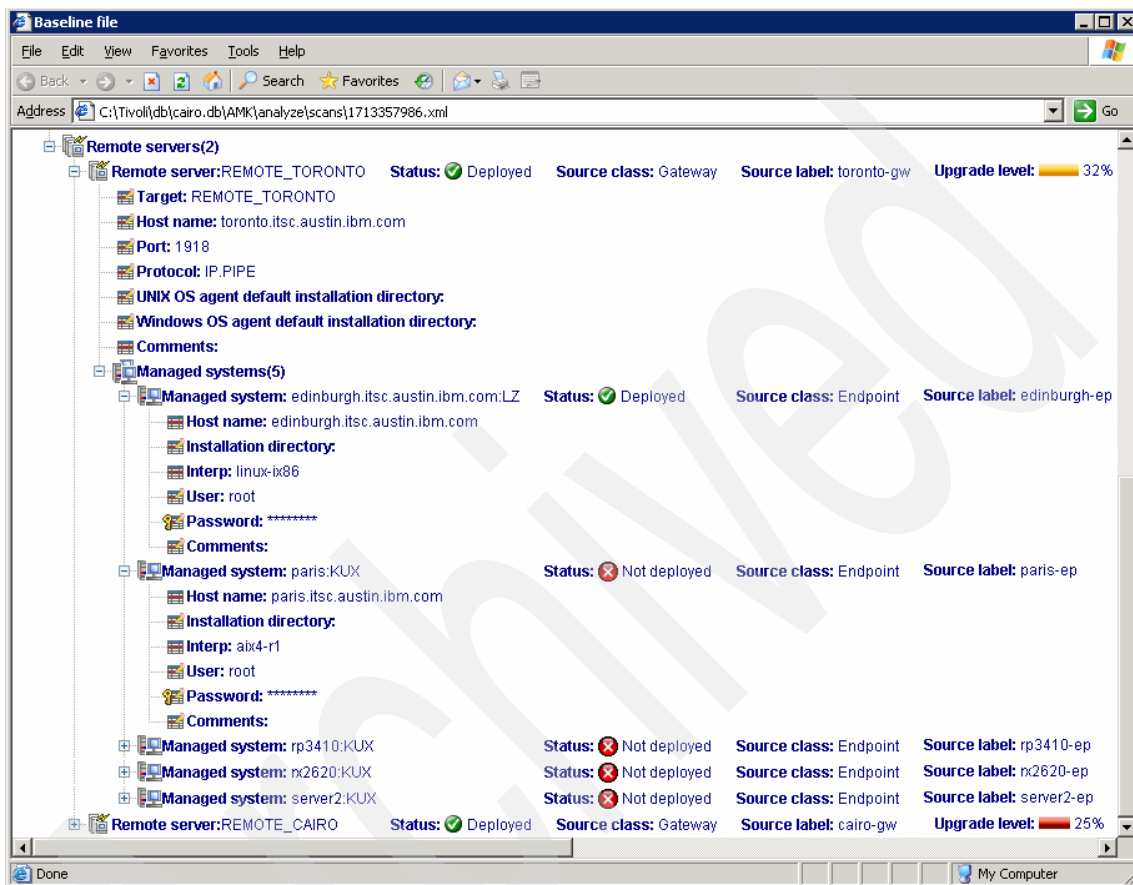 Baseline file
File Edit View Favorites Tools Help
Back Search Favorites
Address C:\Tivoli\db\cairo.db\AMK\analyze\scans\1713357986.xml Go
Remote servers(2)
Remote server:REMOTE_TORONTO Status: Deployed Source class: Gateway Source label: toronto-gw Upgrade level: 32%
Target: REMOTE_TORONTO
Host name: toronto.itsc.austin.ibm.com
Port: 1918
Protocol: IP.PIPE
UNIX OS agent default installation directory:
Windows OS agent default installation directory:
Comments:
Managed systems(5)
Managed system: edinburgh.itsc.austin.ibm.com:LZ Status: Deployed Source class: Endpoint Source label: edinburgh-ep
Host name: edinburgh.itsc.austin.ibm.com
Installation directory:
Interp: linux-ix86
User: root
Password: ********
Comments:
Managed system: paris:KUX Status: Not deployed Source class: Endpoint Source label: paris-ep
Host name: paris.itsc.austin.ibm.com
Installation directory:
Interp: aix4-r1
User: root
Password: ********
Comments:
Managed system: rp3410:KUX Status: Not deployed Source class: Endpoint Source label: rp3410-ep
Managed system: rx2620:KUX Status: Not deployed Source class: Endpoint Source label: rx2620-ep
Managed system: server2:KUX Status: Not deployed Source class: Endpoint Source label: server2-ep
Remote server:REMOTE_CAIRO Status: Deployed Source class: Gateway Source label: cairo-gw Upgrade level: 25%
Done My Computer